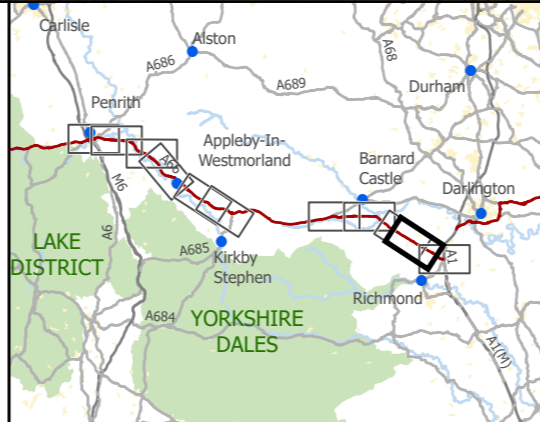 Carlisle
Alston
A686
A68
A689
Durham
Penrith
Appleby-In-
Westmorland
A66
Barnard
Castle
Darlington
M6
LAKE
DISTRICT
A6
A685
Kirkby
Stephen
A1
Richmond
A684
YORKSHIRE
DALES
A1(M)